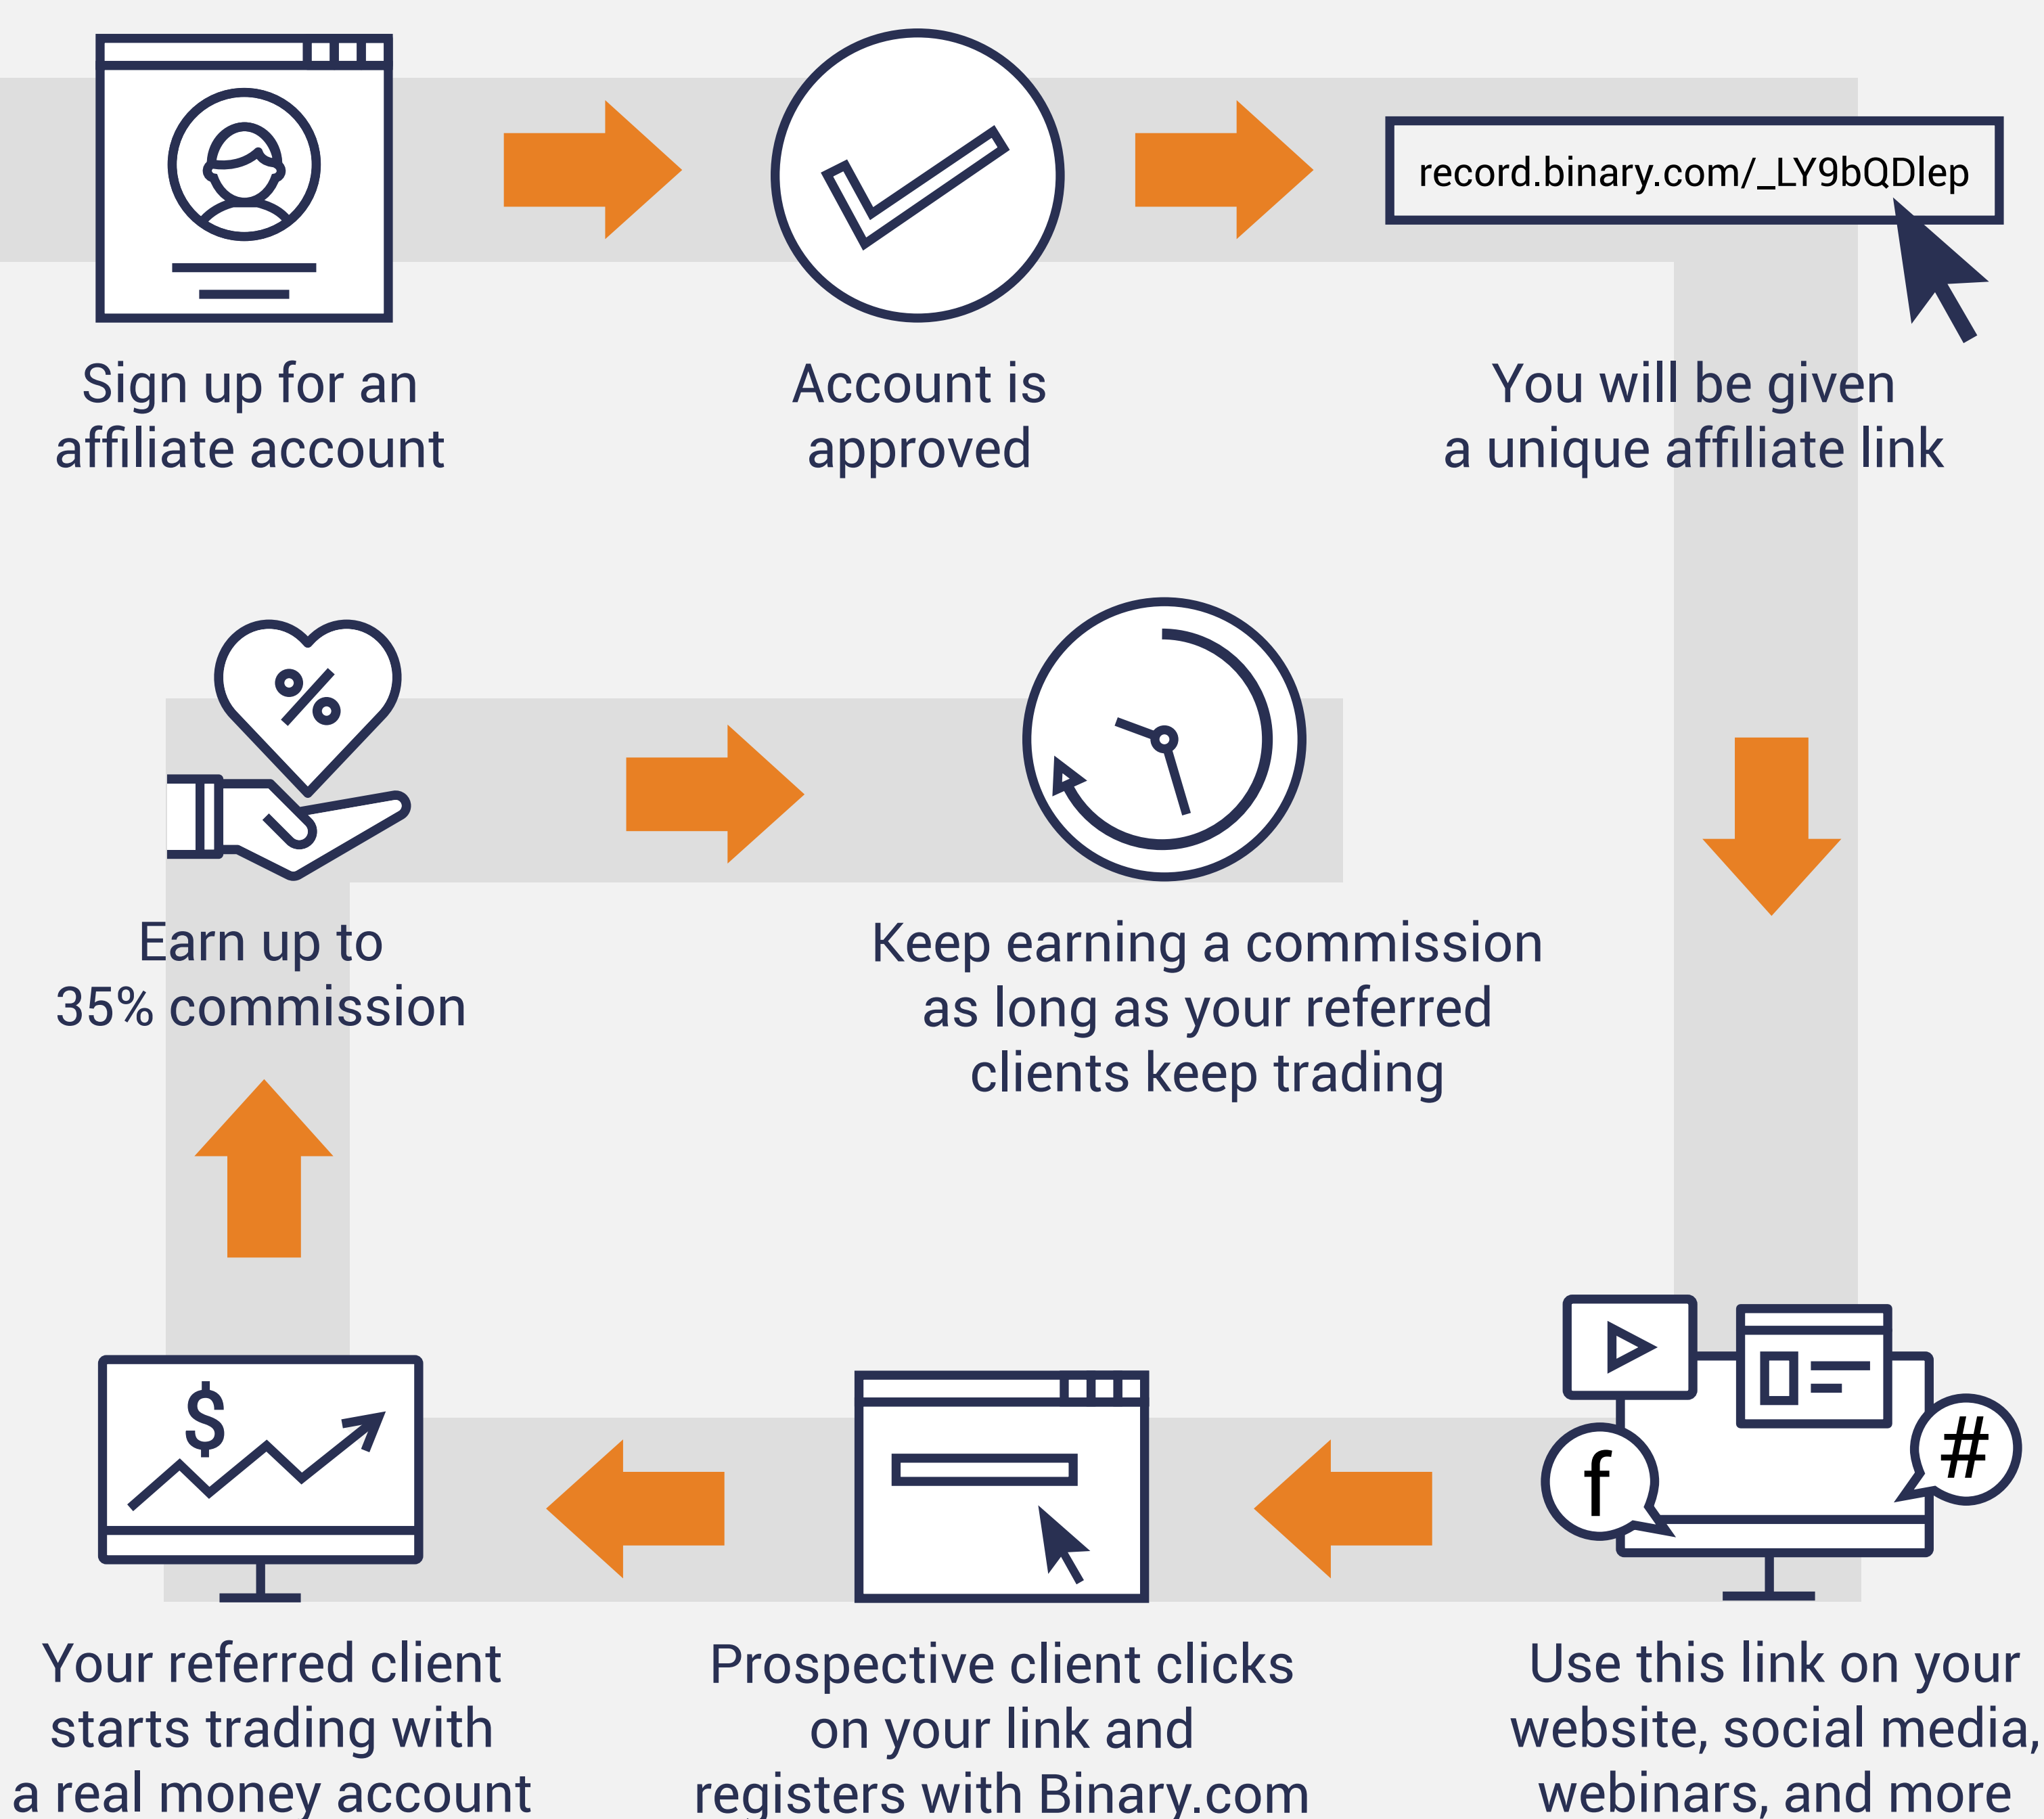 record.binary.com/_LY9bQDlep
Sign up for an
affiliate account
Account is
approved
You will be given
a unique affiliate link
%
Earn up to
35% commission
Keep earning a commission
as long as your referred
clients keep trading
$
f
#
Your referred client
starts trading with
a real money account
Prospective client clicks
on your link and
registers with Binary.com
Use this link on your
website, social media,
webinars, and more